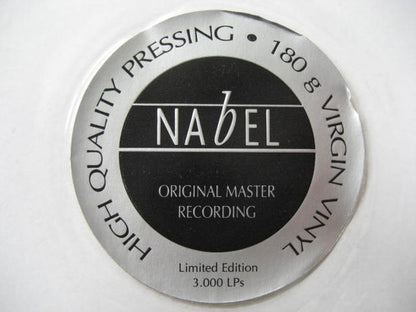 HIGH QUALITY PRESSING • 180 g VIRGIN VINYL
NAbEL
ORIGINAL MASTER
RECORDING
Limited Edition
3.000 LPs